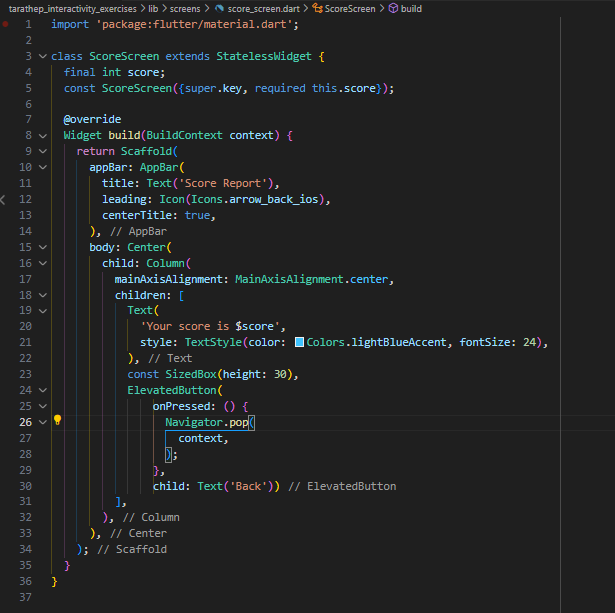 tarathep_interactivity_exercises > lib > screens > score_screen.dart > ScoreScreen > build
1 import 'package:flutter/material.dart';
2
3 class ScoreScreen extends StatelessWidget {
4   final int score;
5   const ScoreScreen({super.key, required this.score});
6
7   @override
8   Widget build(BuildContext context) {
9     return Scaffold(
10       appBar: AppBar(
11         title: Text('Score Report'),
12         leading: Icon(Icons.arrow_back_ios),
13         centerTitle: true,
14       ), // AppBar
15       body: Center(
16         child: Column(
17           mainAxisAlignment: MainAxisAlignment.center,
18           children: [
19             Text(
20               'Your score is $score',
21               style: TextStyle(color: Colors.lightBlueAccent, fontSize: 24),
22             ), // Text
23             const SizedBox(height: 30),
24             ElevatedButton(
25                 onPressed: () {
26                   Navigator.pop(
27                     context,
28                   );
29                 },
30                 child: Text('Back')) // ElevatedButton
31           ],
32         ), // Column
33       ), // Center
34     ); // Scaffold
35   }
36 }
37